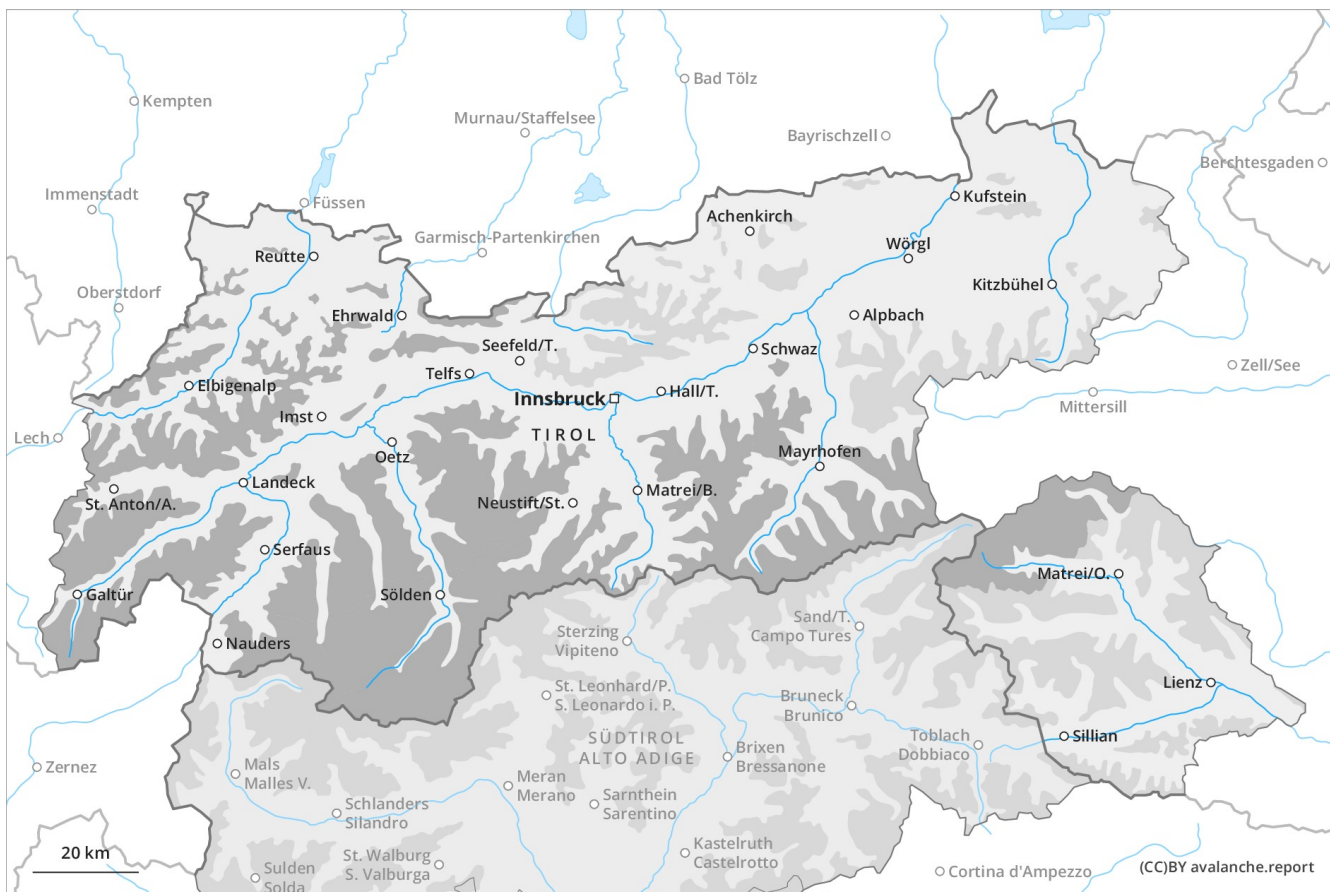 Bad Tölz
Kempten
Murnau/Staffelsee
Bayrischzell
Berchtesgaden
Immenstadt
Füssen
Kufstein
Achenkirch
Garmisch-Partenkirchen
Wörgl
Reutte
Kitzbühel
Oberstdorf
Ehrwald
Alpbach
Seefeld/T.
Schwaz
Zell/See
Telfs
Elbigenalp
Hall/T.
Innsbruck
Mittersill
Imst
TIROL
Lech
Oetz
Mayrhofen
Landeck
Matrei/B.
St. Anton/A.
Neustift/St.
Serfaus
Matrei/O.
Galtür
Sölden
Sand/T.
Campo Tures
Sterzing
Vipiteno
Nauders
Lienz
St. Leonhard/P.
S. Leonardo i. P.
Bruneck
Brunico
SÜDTIROL
ALTO ADIGE
Toblach
Dobbiaco
Sillian
Brixen
Bressanone
Zernez
Mals
Malles V.
Meran
Merano
Schlanders
Silandro
Sarnthein
Sarentino
20 km
St. Walburg
S. Valburga
Kastelruth
Castelrotto
Sulden
Solda
Cortina d'Ampezzo
(CC)BY avalanche.report